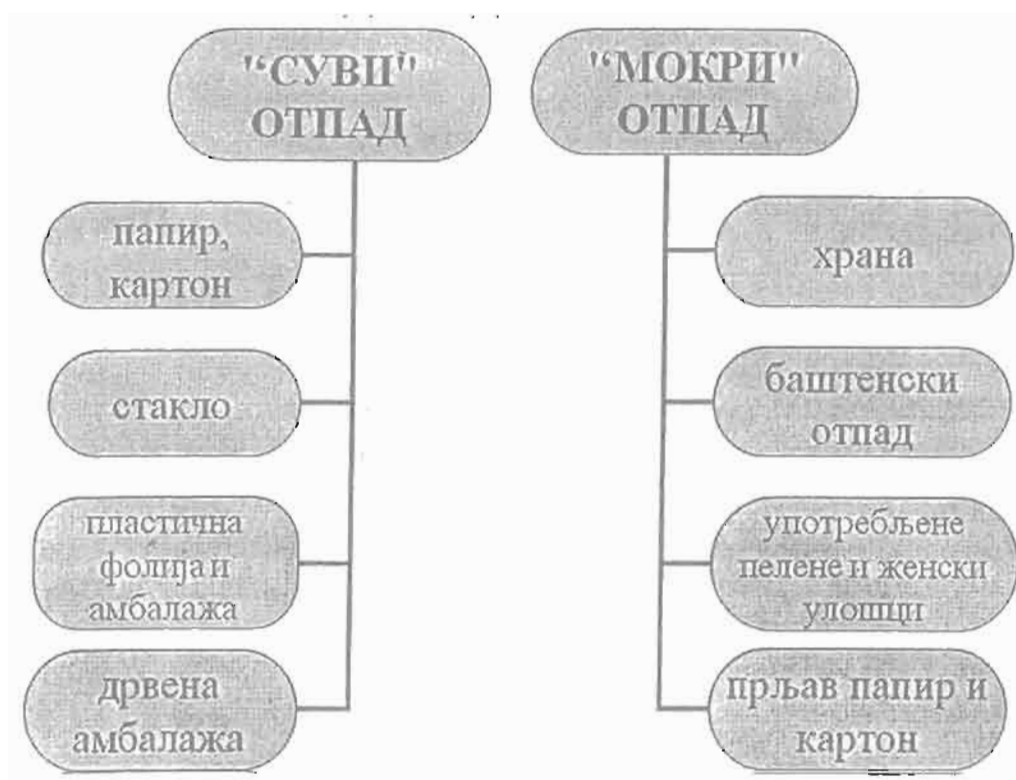 "СУВИ"
ОТПАД
папир,
картон
стакло
пластична
фолија и
амбалажа
дрвена
амбалажа
"МОКРИ"
ОТПАД
храна
баштенски
отпад
употребљене
пелене и женски
улошци
прљав папир и
картон